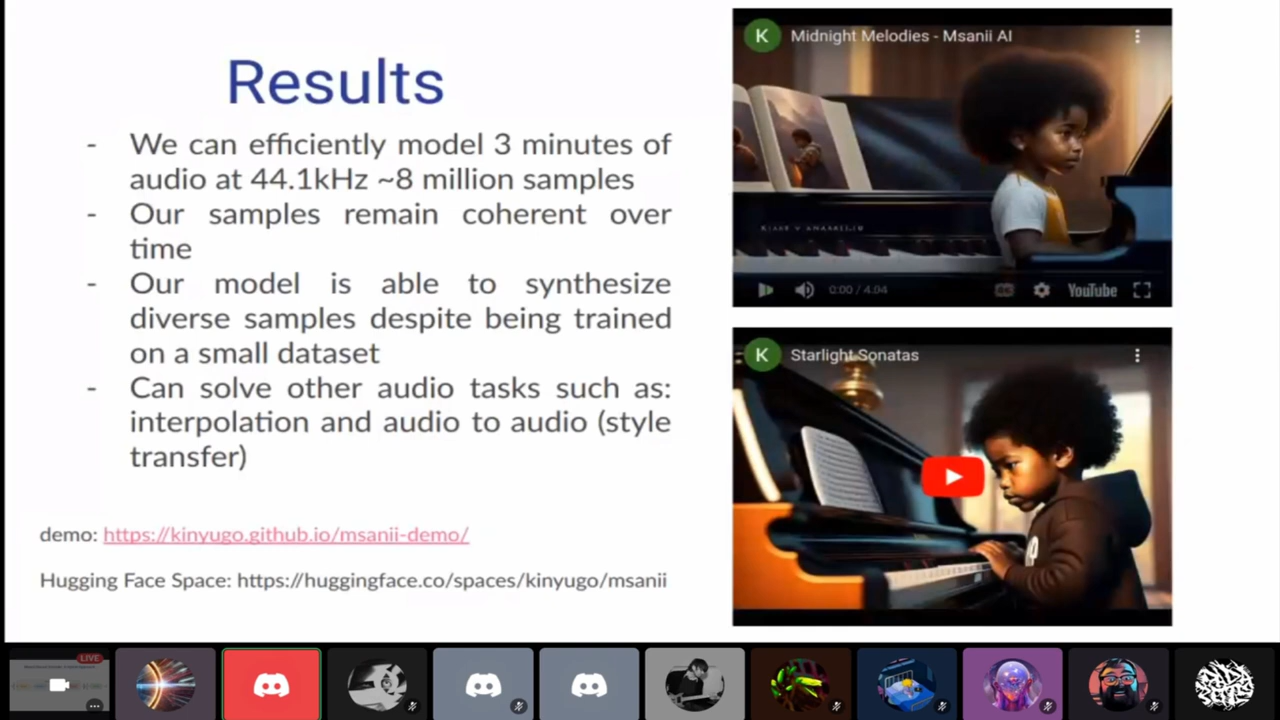 Results
- We can efficiently model 3 minutes of
audio at 44.1kHz ~8 million samples
- Our samples remain coherent over
time
- Our model is able to synthesize
diverse samples despite being trained
on a small dataset
- Can solve other audio tasks such as:
interpolation and audio to audio (style
transfer)
demo: https://kinyugo.github.io/msanii-demo/
Hugging Face Space: https://huggingface.co/spaces/kinyugo/msanii
K Midnight Melodies - Msanii AI
0:00 / 4:04
CC
YouTube
K Starlight Sonatas
LIVE